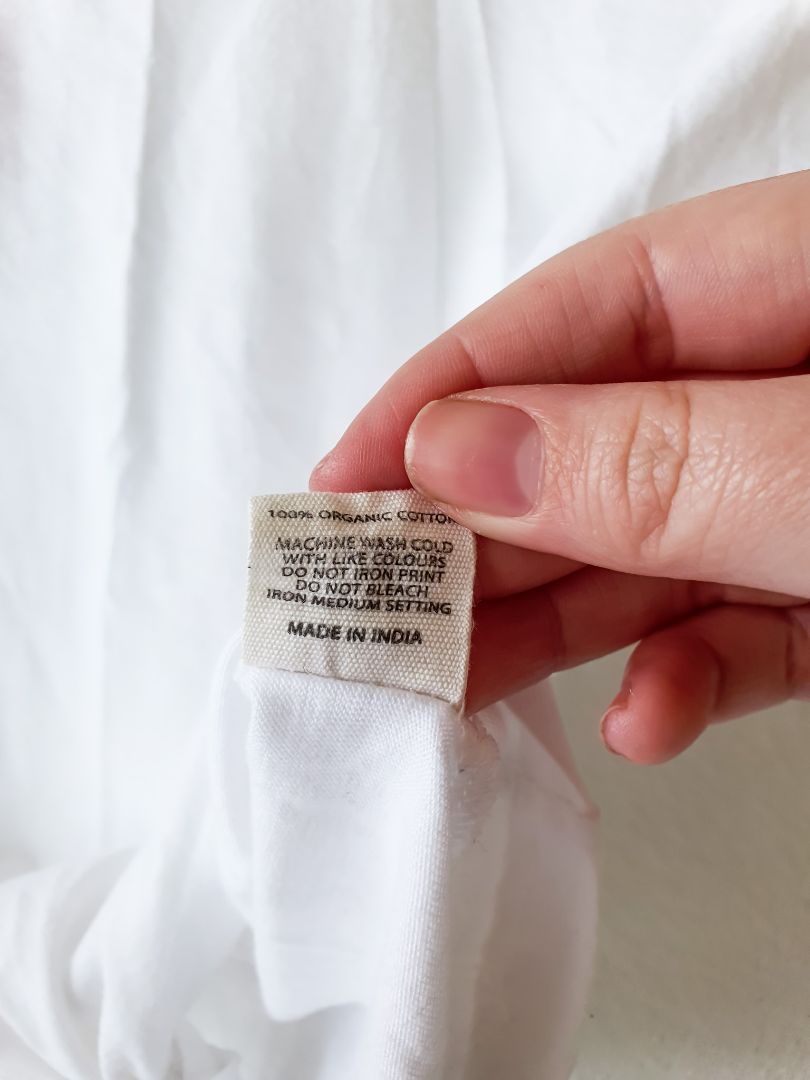 100% ORGANIC COTTON
MACHINE WASH COLD
WITH LIKE COLOURS
DO NOT IRON PRINT
DO NOT BLEACH
IRON MEDIUM SETTING
MADE IN INDIA